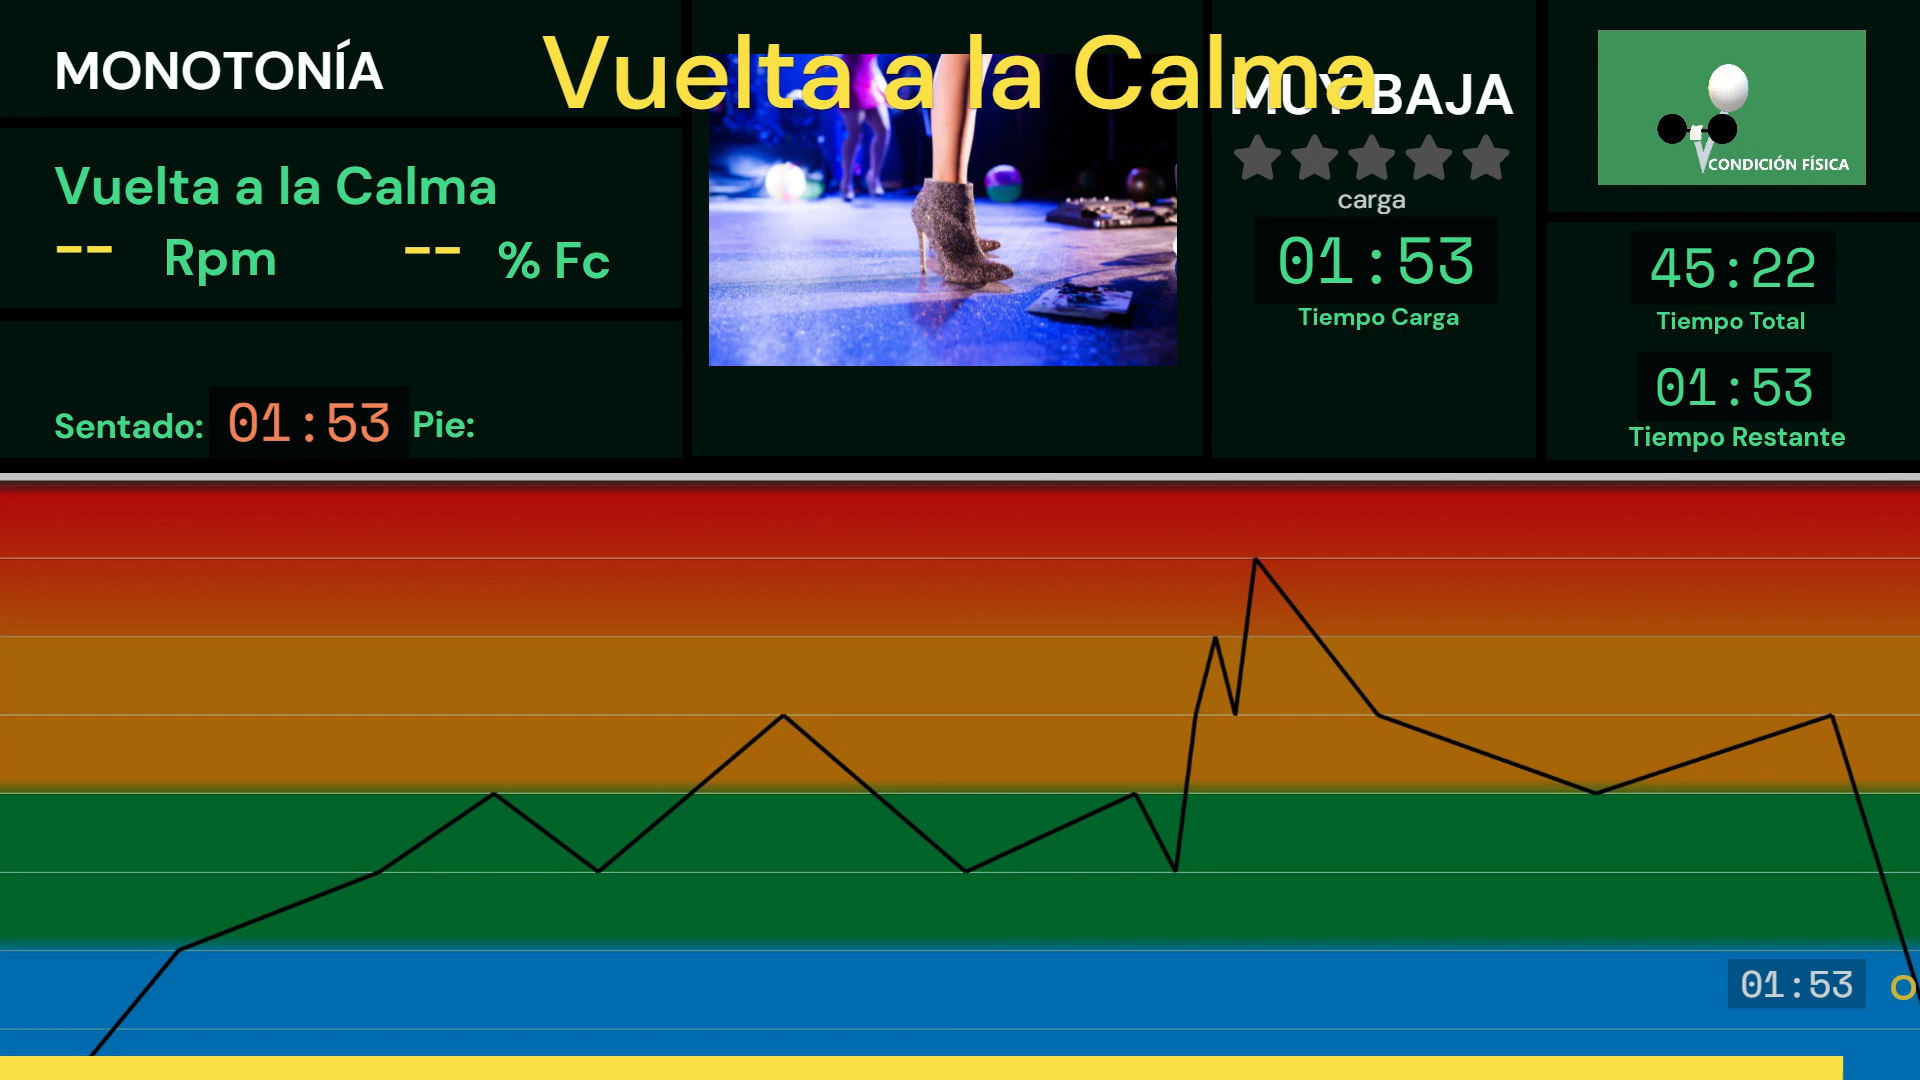 MONOTONÍA
Vuelta a la Calma
Vuelta a la Calma
-- Rpm -- % Fc
Sentado: 01:53 Pie:
MUY BAJA
carga
01:53
Tiempo Carga
CONDICIÓN FÍSICA
45:22
Tiempo Total
01:53
Tiempo Restante
01:53